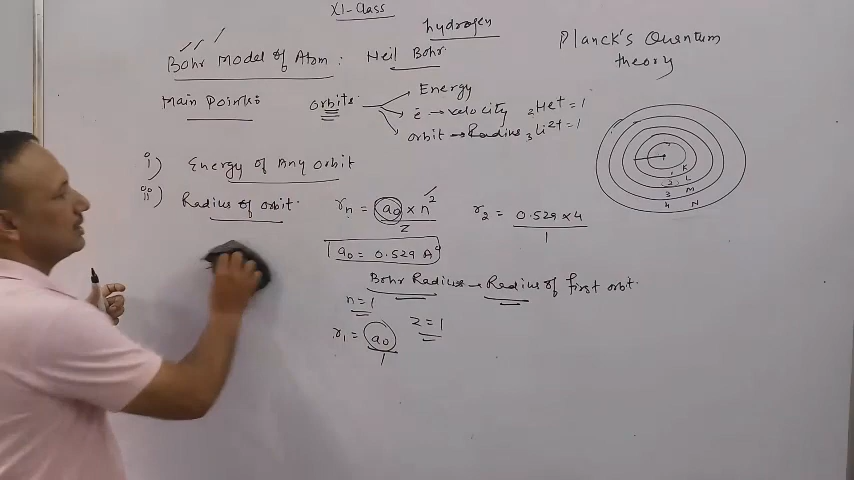 XI-Class
hydrogen
Bohr Model of Atom: Neil Bohr.
Planck's Quantum
theory
Main Points:
orbits
Energy
e → velocity
orbit → Radius
2He+ = 1
3Li2+ = 1
i) Energy of Any orbit
ii) Radius of orbit.
rn = a0 × n2
Z
r2 = 0.529 × 4
1
a0 = 0.529 A0
Bohr Radius → Radius of first orbit.
n = 1
Z = 1
r1 = a0
1
K
1 L
2 M
3
4 N